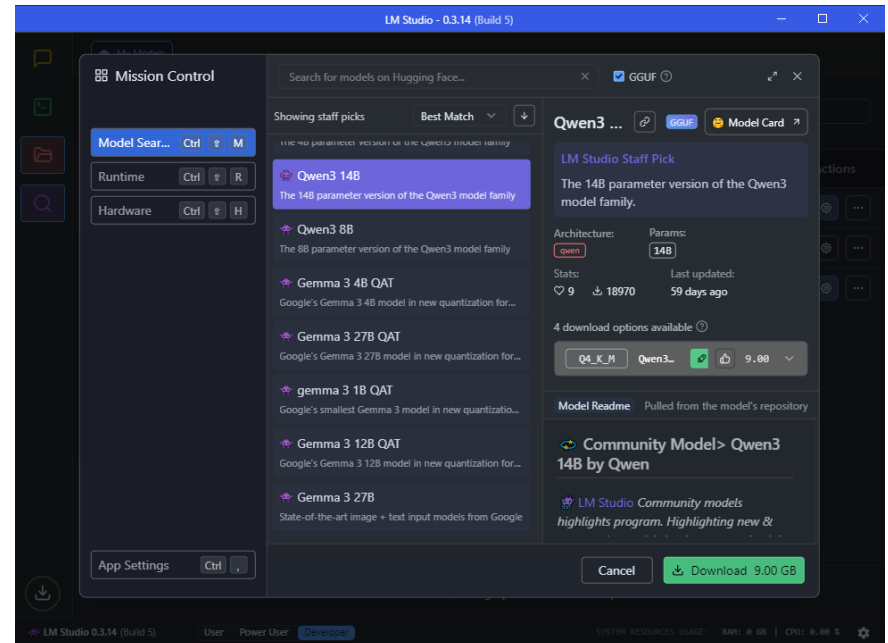 LM Studio - 0.3.14 (Build 5)
My Models
Mission Control
Model Sear... Ctrl ⇧ M
Runtime Ctrl ⇧ R
Hardware Ctrl ⇧ H
App Settings Ctrl ,
Search for models on Hugging Face...
GGUF
Showing staff picks Best Match
The 4B parameter version of the Qwen3 model family
Qwen3 14B
The 14B parameter version of the Qwen3 model family
Qwen3 8B
The 8B parameter version of the Qwen3 model family
Gemma 3 4B QAT
Google's Gemma 3 4B model in new quantization for...
Gemma 3 27B QAT
Google's Gemma 3 27B model in new quantization for...
gemma 3 1B QAT
Google's smallest Gemma 3 model in new quantizatio...
Gemma 3 12B QAT
Google's Gemma 3 12B model in new quantization for...
Gemma 3 27B
State-of-the-art image + text input models from Google
Qwen3 ... GGUF Model Card
LM Studio Staff Pick
The 14B parameter version of the Qwen3
model family.
Architecture: Params:
qwen 14B
Stats: Last updated:
9 18970 59 days ago
4 download options available
Q4_K_M Qwen3... 9.00
Model Readme Pulled from the model's repository
Community Model> Qwen3
14B by Qwen
LM Studio Community models
highlights program. Highlighting new &
Cancel Download 9.00 GB
Actions
LM Studio 0.3.14 (Build 5) User Power User Developer
SYSTEM RESOURCES USAGE: RAM: 0 GB | CPU: 0.00 %